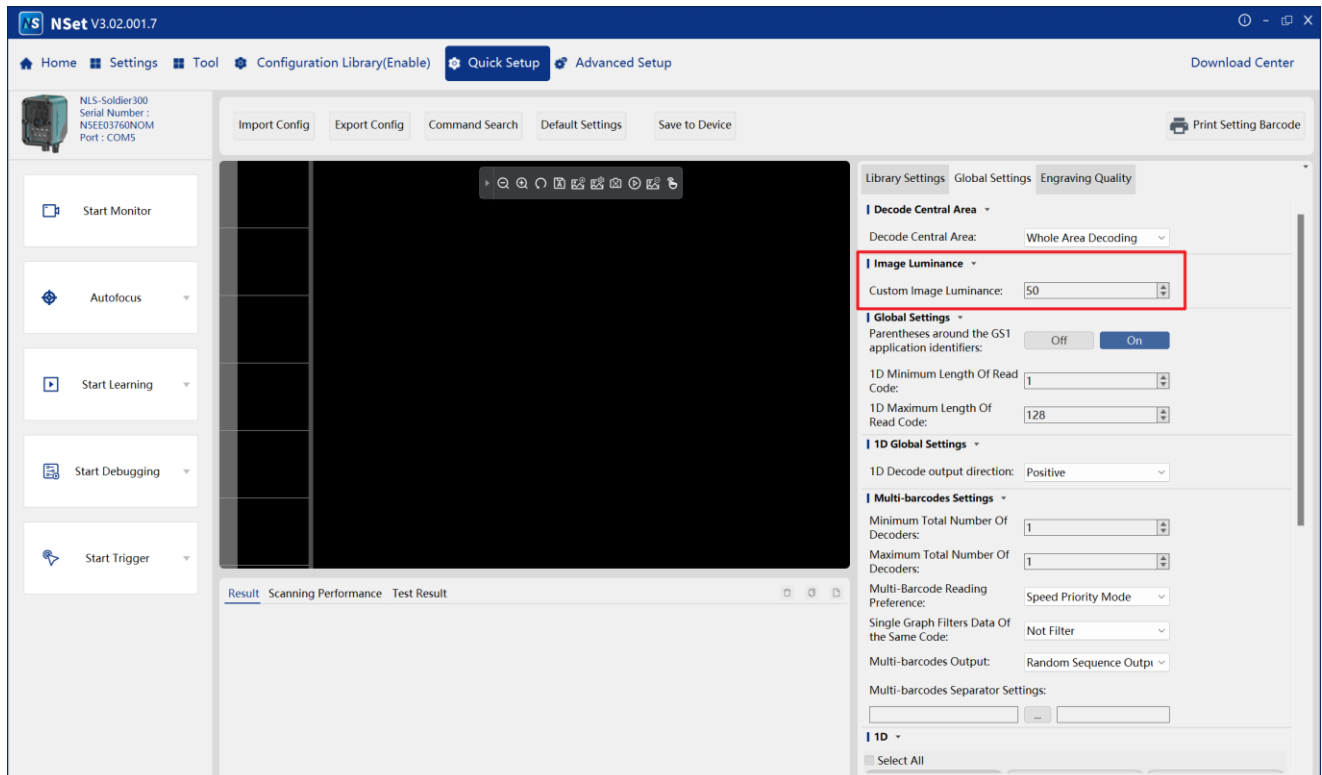 NS NSet V3.02.001.7
Home Settings Tool Configuration Library(Enable) Quick Setup Advanced Setup Download Center
NLS-Soldier300
Serial Number :
NSEE03760NOM
Port : COM5
Import Config Export Config Command Search Default Settings Save to Device Print Setting Barcode
Start Monitor
Autofocus
Start Learning
Start Debugging
Start Trigger
Result Scanning Performance Test Result
Library Settings Global Settings Engraving Quality
Decode Central Area
Decode Central Area: Whole Area Decoding
Image Luminance
Custom Image Luminance: 50
Global Settings
Parentheses around the GS1
application identifiers: Off On
1D Minimum Length Of Read
Code: 1
1D Maximum Length Of
Read Code: 128
1D Global Settings
1D Decode output direction: Positive
Multi-barcodes Settings
Minimum Total Number Of
Decoders: 1
Maximum Total Number Of
Decoders: 1
Multi-Barcode Reading
Preference: Speed Priority Mode
Single Graph Filters Data Of
the Same Code: Not Filter
Multi-barcodes Output: Random Sequence Outpu
Multi-barcodes Separator Settings:
...
1D
Select All